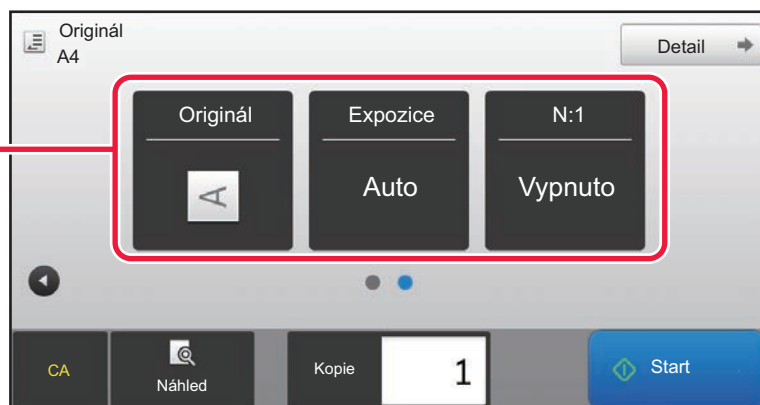 Originál
A4
Detail
Originál
Expozice
N:1
A
Auto
Vypnuto
CA
Náhled
Kopie
1
Start